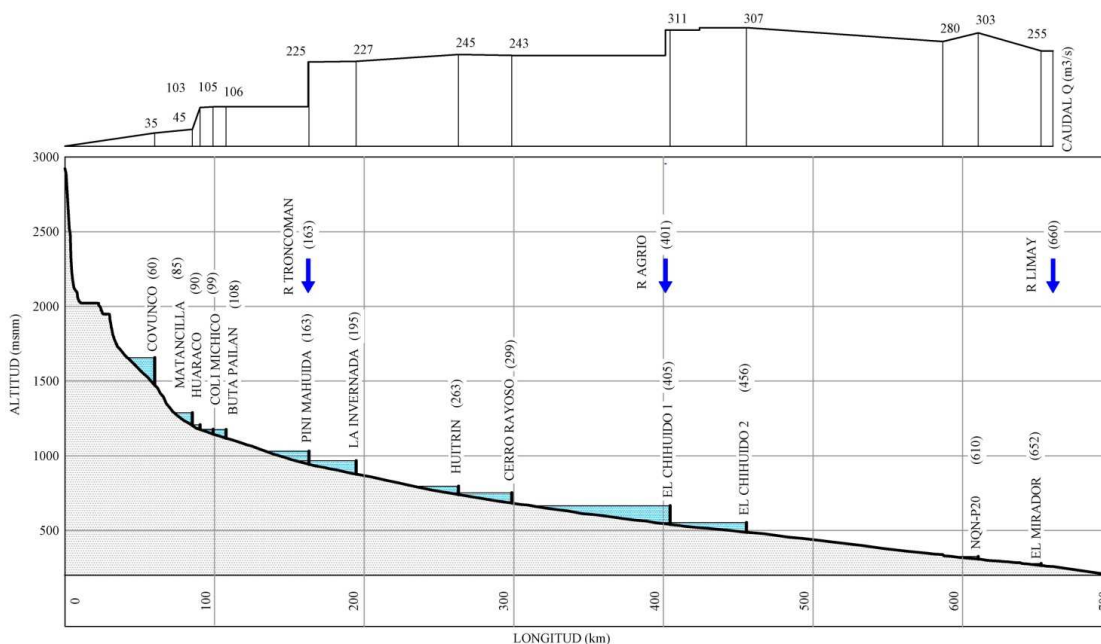 35
45
103
105
106
225
227
245
243
311
307
280
303
255
CAUDAL Q (m3/s)
3000
2500
2000
1500
1000
500
ALTITUD (msnm)
COVUNCO (60)
MATANCILLA (85)
HUARACO (90)
COLI MICHICO (99)
BUTA PAILAN (108)
R TRONCOMAN (163)
PINI MAHUIDA (163)
LA INVERNADA (195)
HUITRIN (263)
CERRO RAYOSO (299)
R AGRIO (401)
EL CHIHUIDO 1 (405)
EL CHIHUIDO 2 (456)
NQN-P20 (610)
R LIMAY (660)
EL MIRADOR (652)
0
100
200
300
400
500
600
LONGITUD (km)